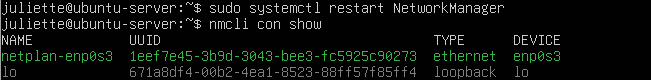 juliette@ubuntu-server:~$ sudo systemctl restart NetworkManager
juliette@ubuntu-server:~$ nmcli con show
NAME UUID TYPE DEVICE
netplan-enp0s3 1eef7e45-3b9d-3043-bee3-fc5925c90273 ethernet enp0s3
lo 671a8df4-00b2-4ea1-8523-88ff57f85ff4 loopback lo